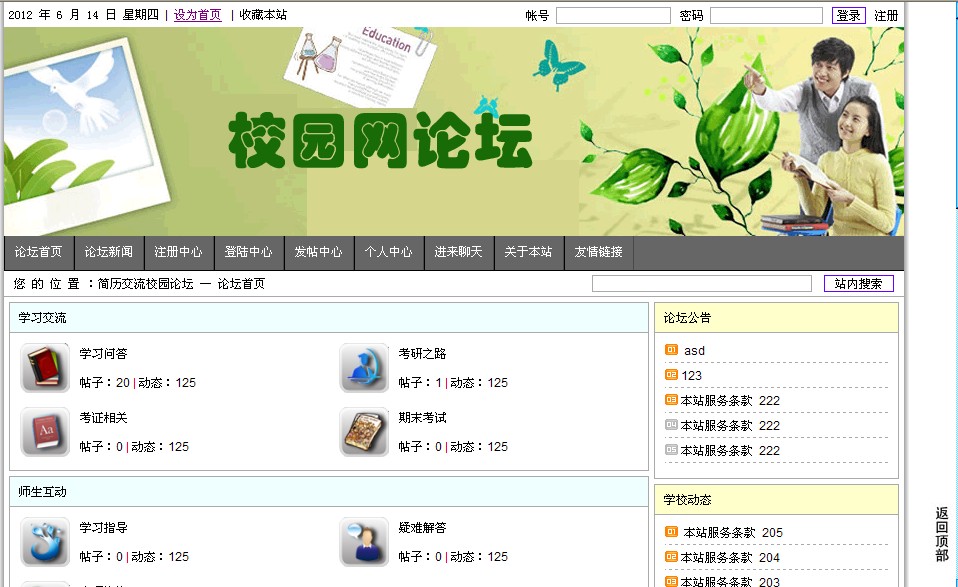 2012 年 6 月 14 日 星期四 | 设为首页 | 收藏本站 帐号 密码 登录 注册
Education
校园网论坛
论坛首页 论坛新闻 注册中心 登陆中心 发帖中心 个人中心 进来聊天 关于本站 友情链接
您 的 位 置 ：简历交流校园论坛 — 论坛首页 站内搜索
学习交流
学习问答
帖子：20 | 动态：125
考研之路
帖子：1 | 动态：125
考证相关
帖子：0 | 动态：125
期末考试
帖子：0 | 动态：125
师生互动
学习指导
帖子：0 | 动态：125
疑难解答
帖子：0 | 动态：125
论坛公告
01 asd
02 123
03 本站服务条款 222
04 本站服务条款 222
05 本站服务条款 222
学校动态
01 本站服务条款 205
02 本站服务条款 204
03 本站服务条款 203
返回顶部